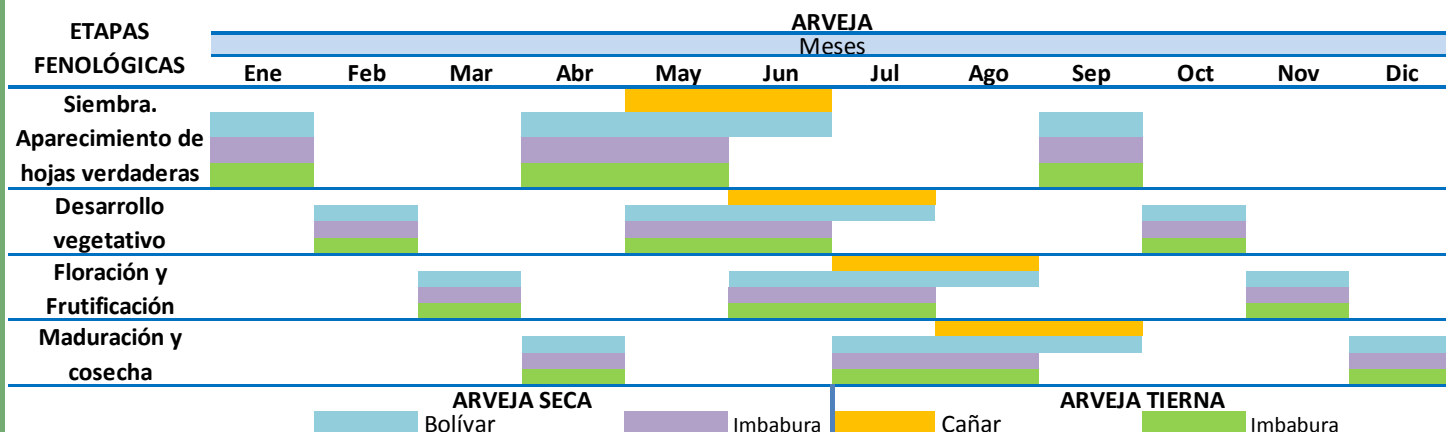 ARVEJA
ETAPAS
FENOLÓGICAS
Meses
Ene Feb Mar Abr May Jun Jul Ago Sep Oct Nov Dic
Siembra.
Aparecimiento de
hojas verdaderas
Desarrollo
vegetativo
Floración y
Frutificación
Maduración y
cosecha
ARVEJA SECA ARVEJA TIERNA
Bolívar Imbabura Cañar Imbabura